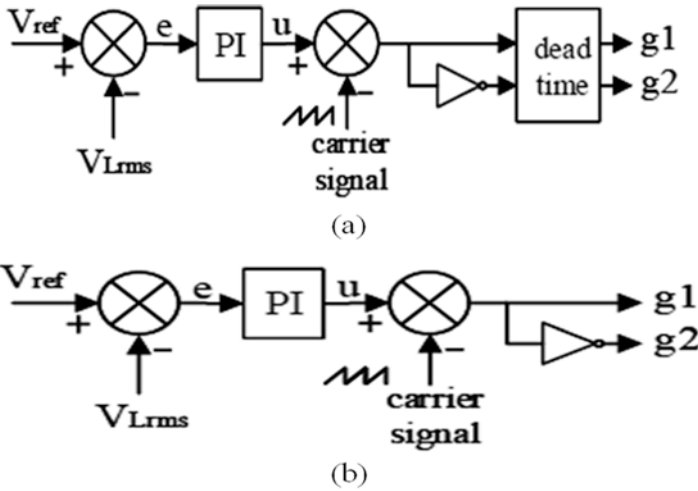 Vref
+
e
PI
u
+
dead
time
g1
g2
−
VLrms
−
carrier
signal
(a)
Vref
+
e
PI
u
+
g1
g2
−
VLrms
−
carrier
signal
(b)